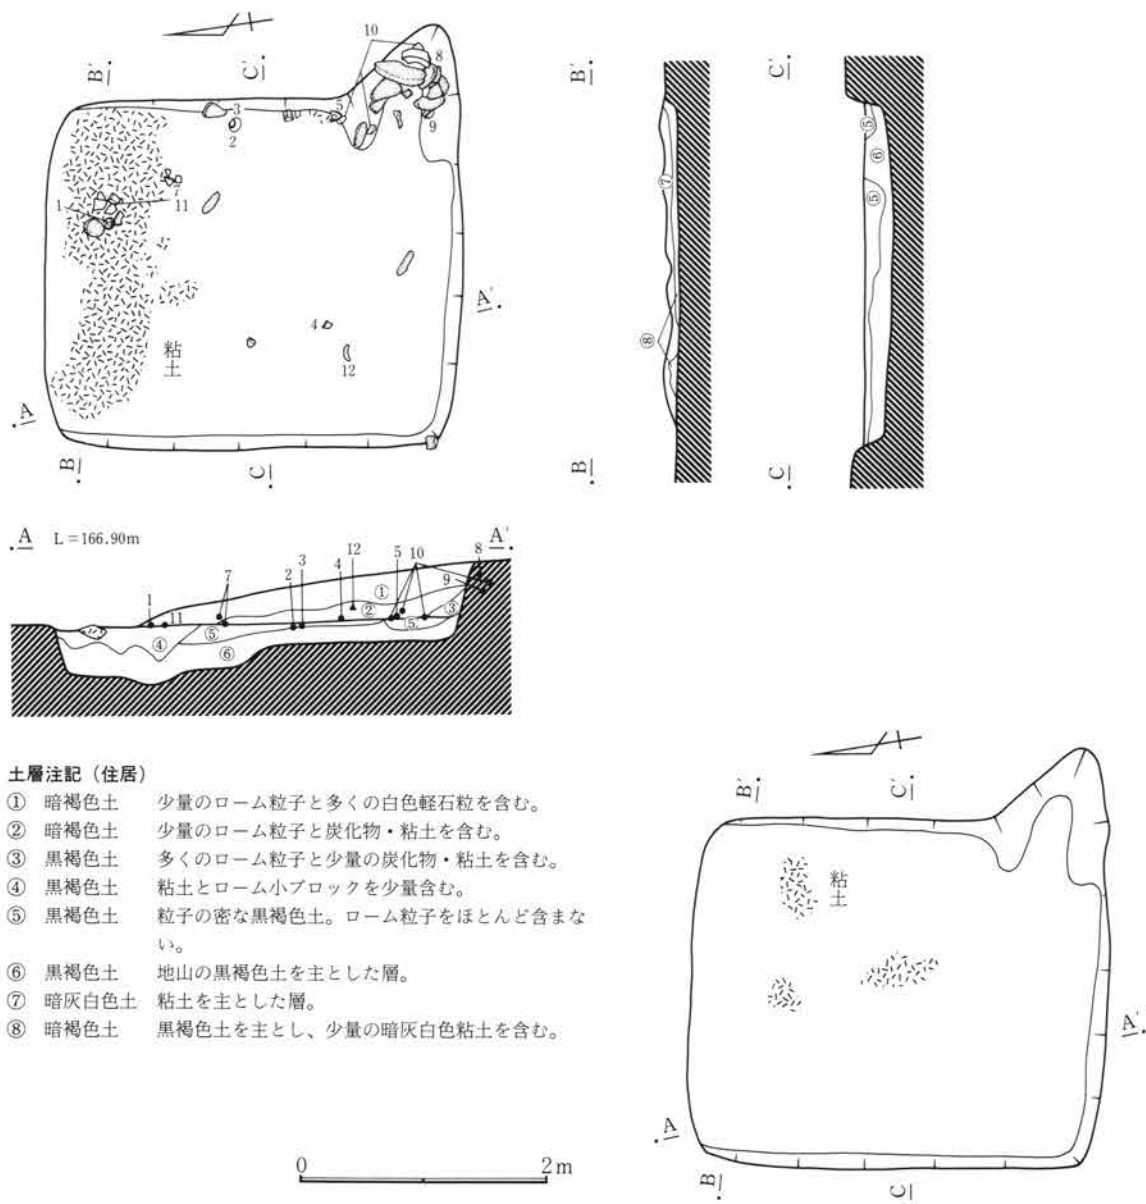 10
B'
C'
8
5
3
9
2
7
1
11
A'
4
粘土
12
A
B
C
B'
C'
⑤
⑥
⑦
⑤
⑧
B
C
A L=166.90m
A'
12
5
10
8
3
4
7
2
9
1
11
①
②
③
⑤
⑤
④
⑥
土層注記（住居）
① 暗褐色土 少量のローム粒子と多くの白色軽石粒を含む。
② 暗褐色土 少量のローム粒子と炭化物・粘土を含む。
③ 黒褐色土 多くのローム粒子と少量の炭化物・粘土を含む。
④ 黒褐色土 粘土とローム小ブロックを少量含む。
⑤ 黒褐色土 粒子の密な黒褐色土。ローム粒子をほとんど含まな
い。
⑥ 黒褐色土 地山の黒褐色土を主とした層。
⑦ 暗灰白色土 粘土を主とした層。
⑧ 暗褐色土 黒褐色土を主とし、少量の暗灰白色粘土を含む。
B'
C'
粘土
A'
A
B
C
0 2m